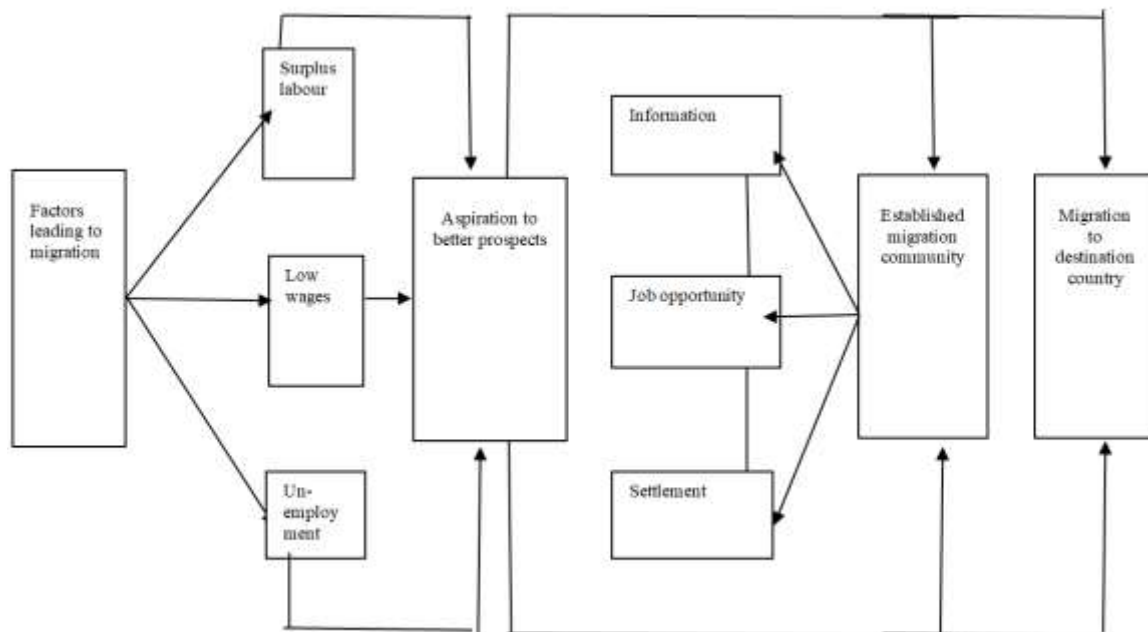 Factors
leading to
migration
Surplus
labour
Low
wages
Un-
employ
ment
Aspiration to
better prospects
Information
Job opportunity
Settlement
Established
migration
community
Migration
to
destination
country